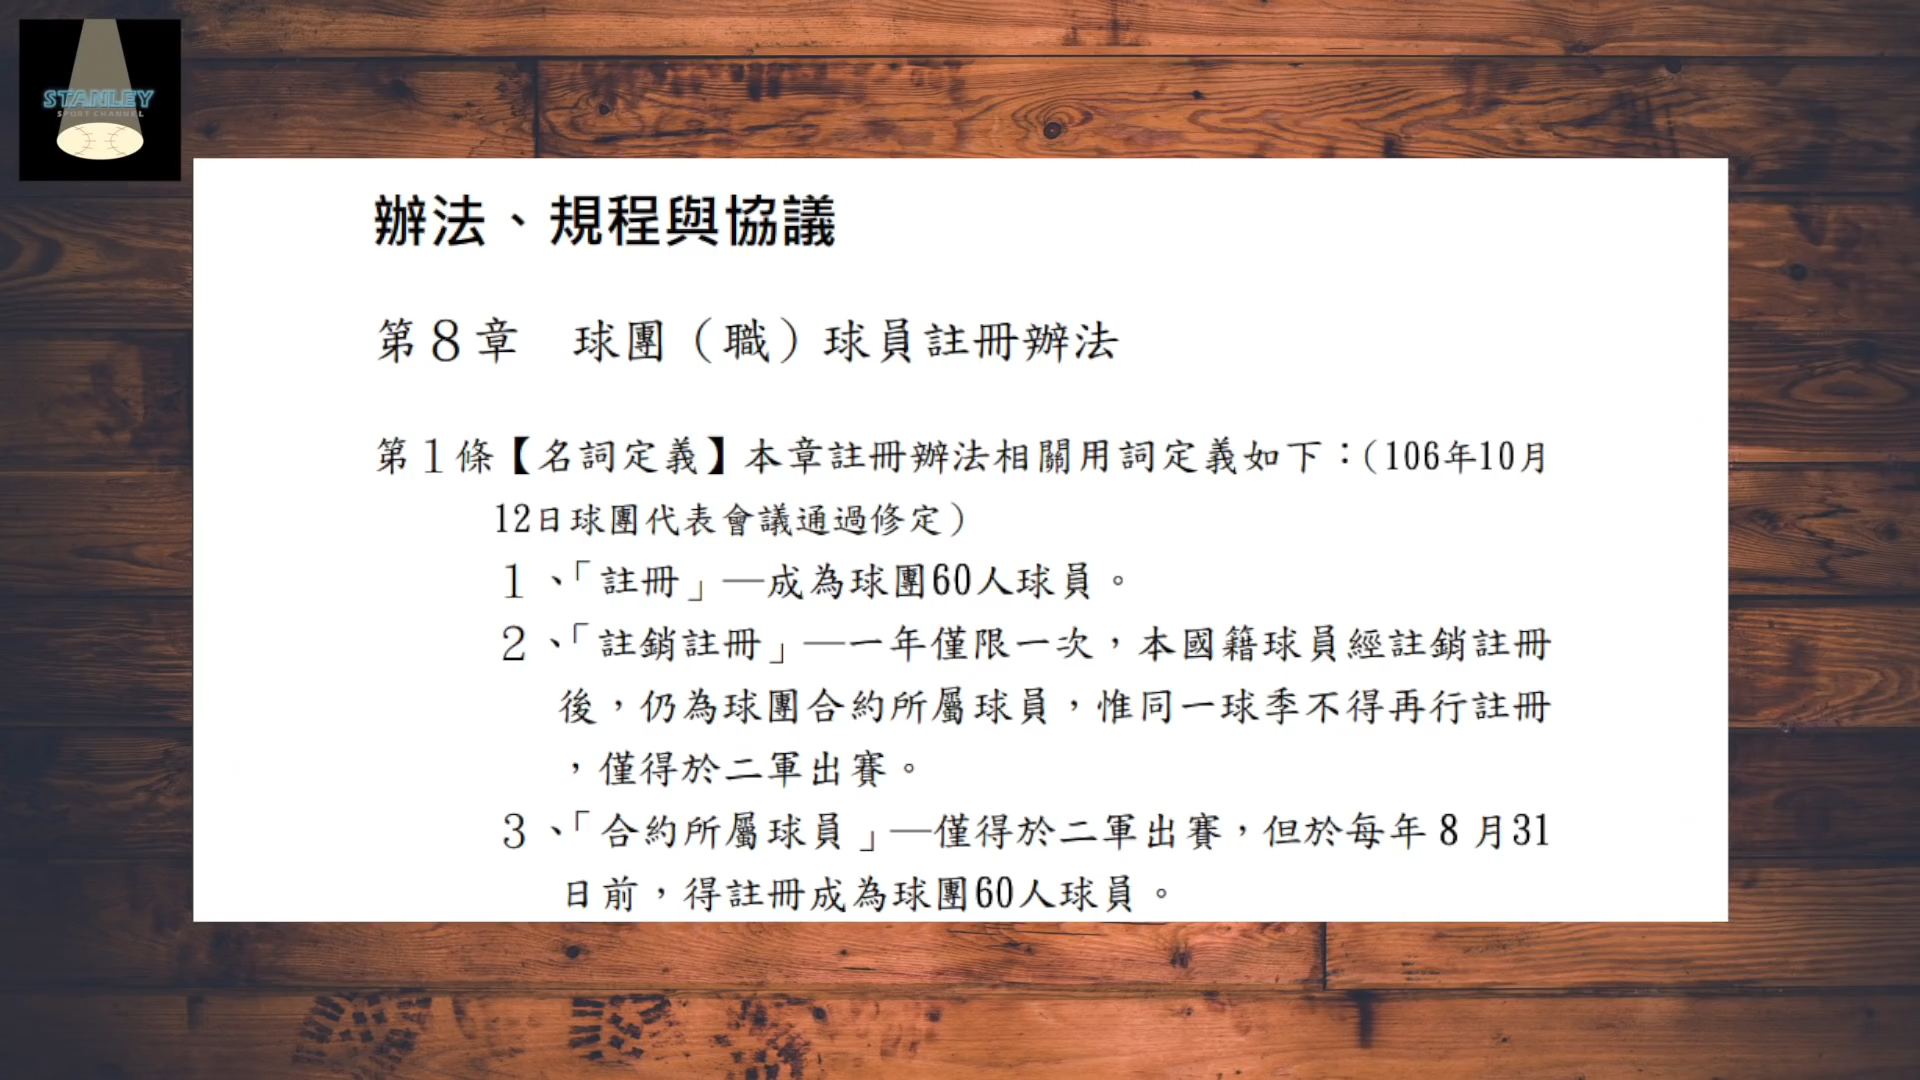 STANLEY
SPORT CHANNEL
辦法、規程與協議
第８章　球團（職）球員註冊辦法
第１條【名詞定義】本章註冊辦法相關用詞定義如下：(106年10月
12日球團代表會議通過修定)
１、「註冊」—成為球團60人球員。
２、「註銷註冊」—一年僅限一次，本國籍球員經註銷註冊
後，仍為球團合約所屬球員，惟同一球季不得再行註冊
，僅得於二軍出賽。
３、「合約所屬球員」—僅得於二軍出賽，但於每年８月31
日前，得註冊成為球團60人球員。